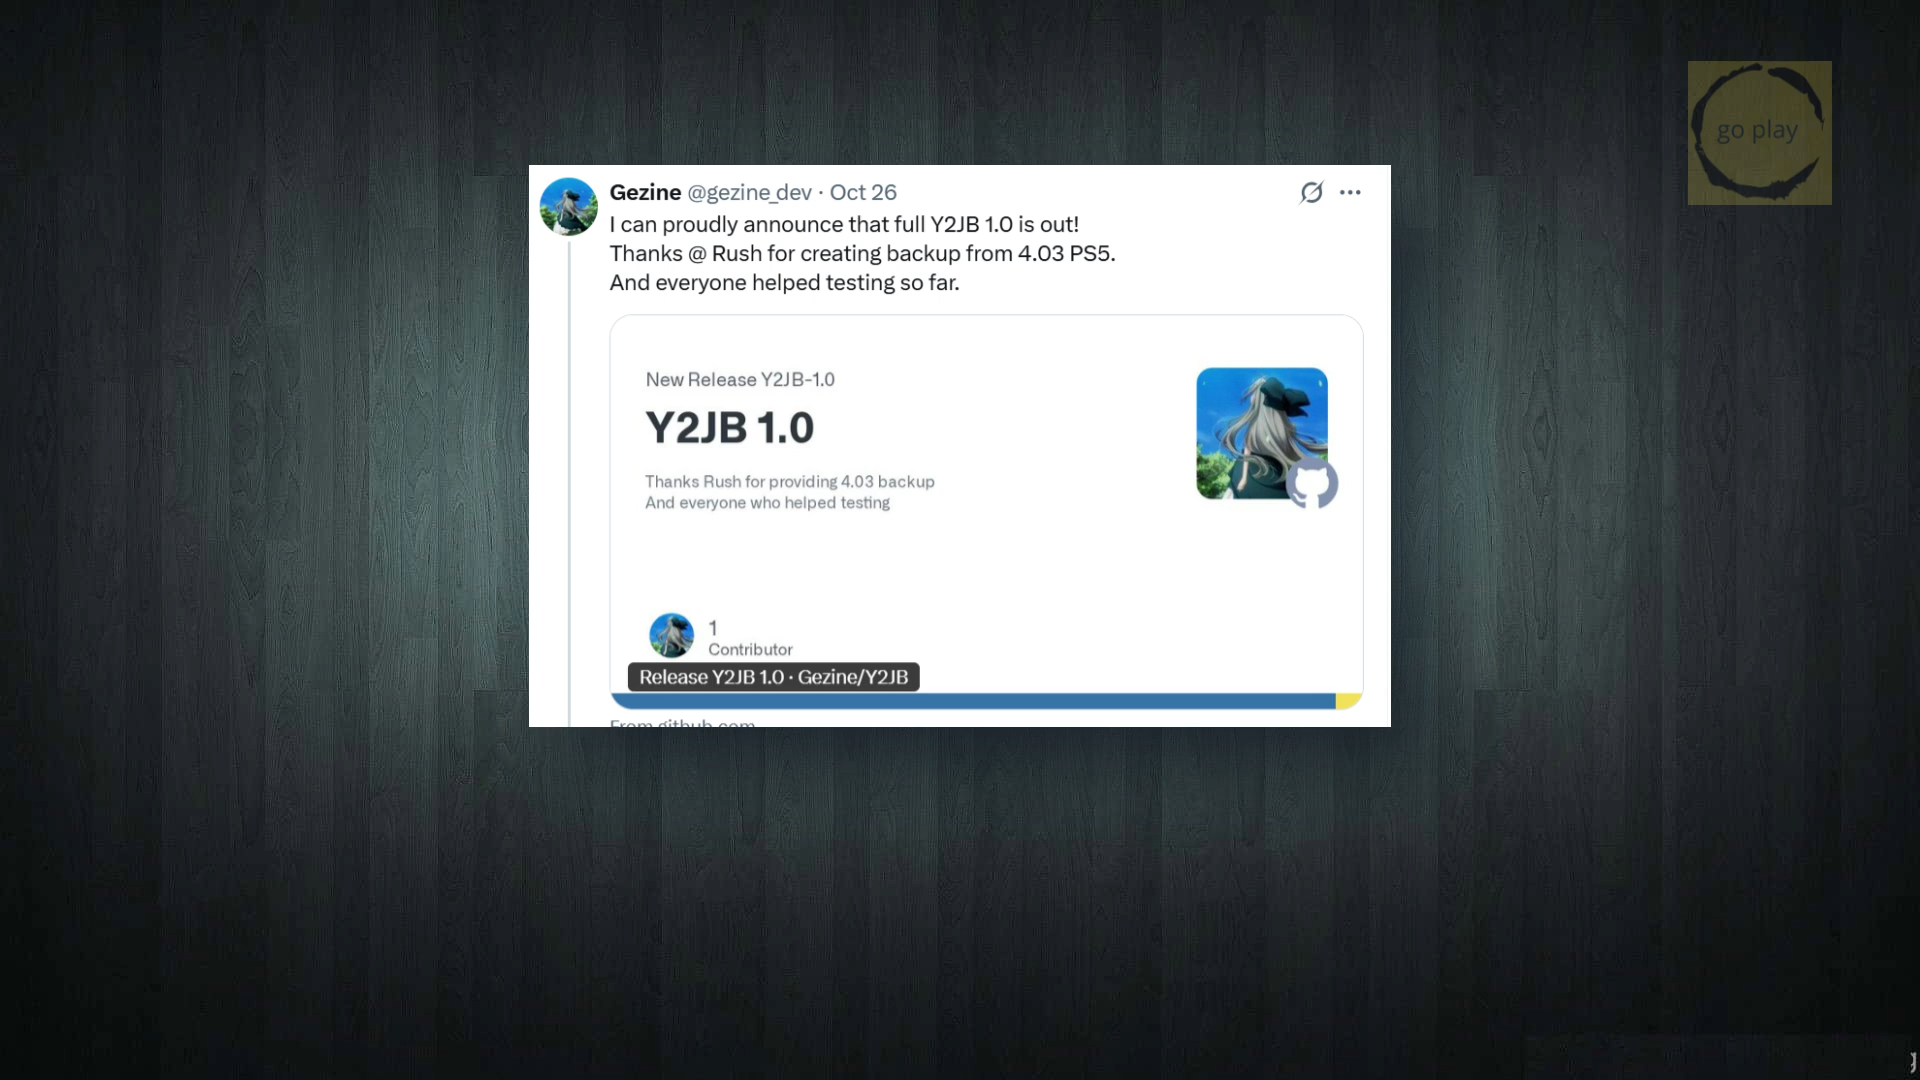 go play
Gezine @gezine_dev · Oct 26
I can proudly announce that full Y2JB 1.0 is out!
Thanks @ Rush for creating backup from 4.03 PS5.
And everyone helped testing so far.
New Release Y2JB-1.0
Y2JB 1.0
Thanks Rush for providing 4.03 backup
And everyone who helped testing
1
Contributor
Release Y2JB 1.0 · Gezine/Y2JB
From github.com